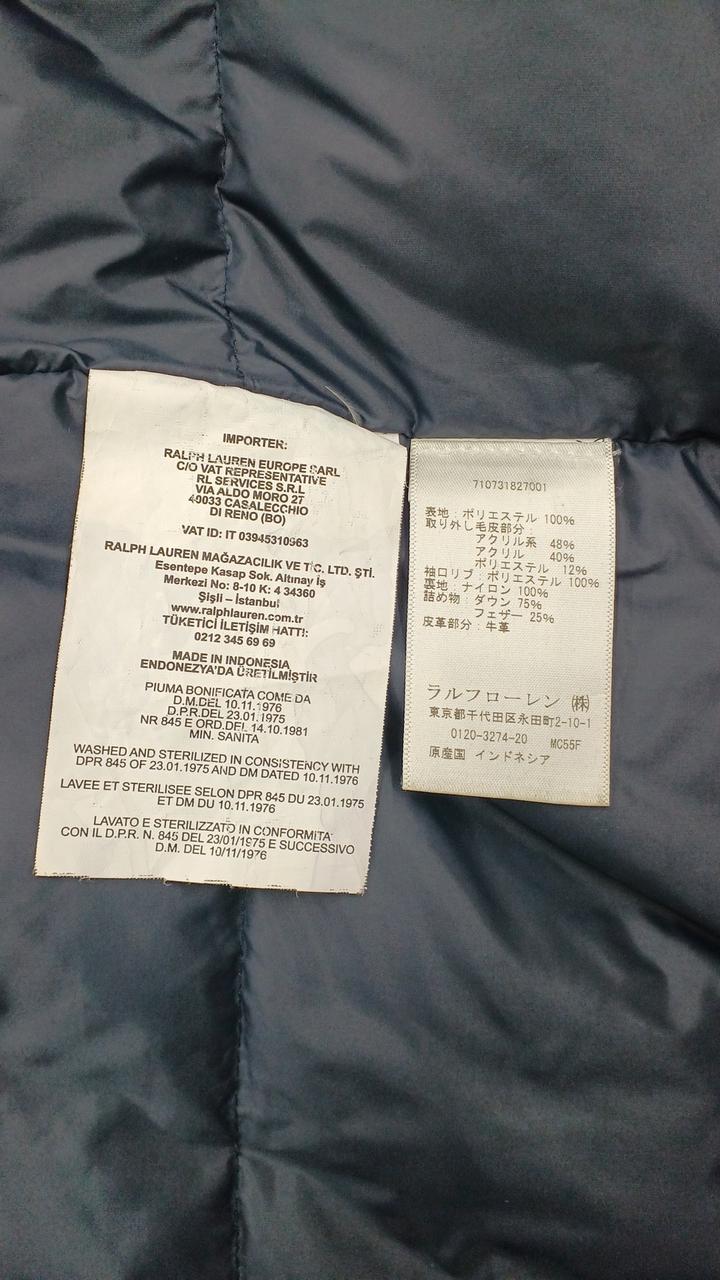 IMPORTER:
RALPH LAUREN EUROPE SARL
C/O VAT REPRESENTATIVE
RL SERVICES S.R.L
VIA ALDO MORO 27
49033 CASALECCHIO
DI RENO (BO)
VAT ID: IT 03945310963
RALPH LAUREN MAĞAZACILIK VE TİC. LTD. ŞTİ.
Esentepe Kasap Sok. Altınay İş
Merkezi No: 8-10 K: 4 34360
Şişli – İstanbul
www.ralphlauren.com.tr
TÜKETİCİ İLETİŞİM HATTI:
0212 345 69 69
MADE IN INDONESIA
ENDONEZYA'DA ÜRETİLMİŞTİR
PIUMA BONIFICATA COME DA
D.M.DEL 10.11.1976
D.P.R.DEL 23.01.1975
NR 845 E ORD.DEL 14.10.1981
MIN. SANITA
WASHED AND STERILIZED IN CONSISTENCY WITH
DPR 845 OF 23.01.1975 AND DM DATED 10.11.1976
LAVEE ET STERILISEE SELON DPR 845 DU 23.01.1975
ET DM DU 10.11.1976
LAVATO E STERILIZZATO IN CONFORMITA'
CON IL D.P.R. N. 845 DEL 23/01/1975 E SUCCESSIVO
D.M. DEL 10/11/1976
710731827001
表地:ポリエステル 100%
取り外し毛皮部分:
アクリル系 48%
アクリル 40%
ポリエステル 12%
袖口リブ:ポリエステル 100%
裏地:ナイロン 100%
詰め物:ダウン 75%
フェザー 25%
皮革部分:牛革
ラルフローレン ㈱
東京都千代田区永田町2-10-1
0120-3274-20 MC55F
原産国 インドネシア